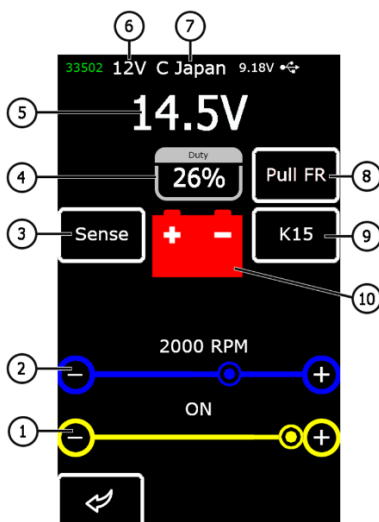 6 7
33502 12V C Japan 9.18V
5 14.5V
Duty
4 26% Pull FR 8
3 Sense + - K15 9
10
2000 RPM
2 - +
ON
1 - +